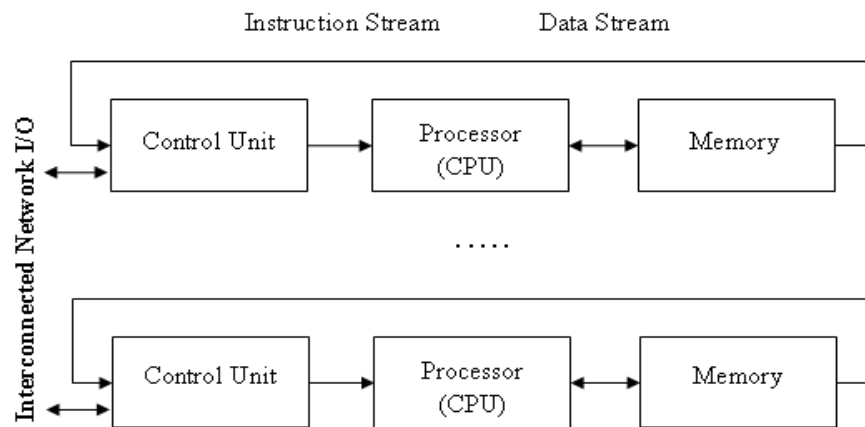 Instruction Stream Data Stream
Interconnected Network I/O
Control Unit
Processor
(CPU)
Memory
.....
Control Unit
Processor
(CPU)
Memory